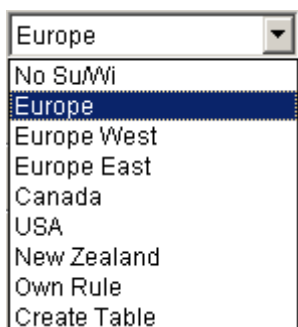 Europe
No Su/Wi
Europe
Europe West
Europe East
Canada
USA
New Zealand
Own Rule
Create Table